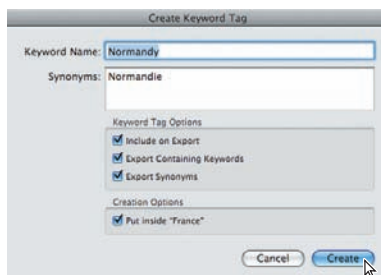 Create Keyword Tag
Keyword Name: Normandy
Synonyms: Normandie
Keyword Tag Options
Include on Export
Export Containing Keywords
Export Synonyms
Creation Options
Put inside "France"
Cancel Create